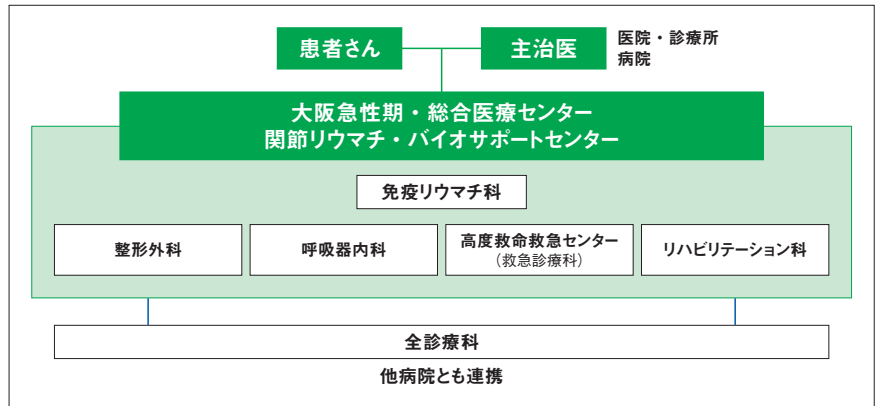 患者さん
主治医
医院・診療所
病院
大阪急性期・総合医療センター
関節リウマチ・バイオサポートセンター
免疫リウマチ科
整形外科
呼吸器内科
高度救命救急センター
（救急診療科）
リハビリテーション科
全診療科
他病院とも連携